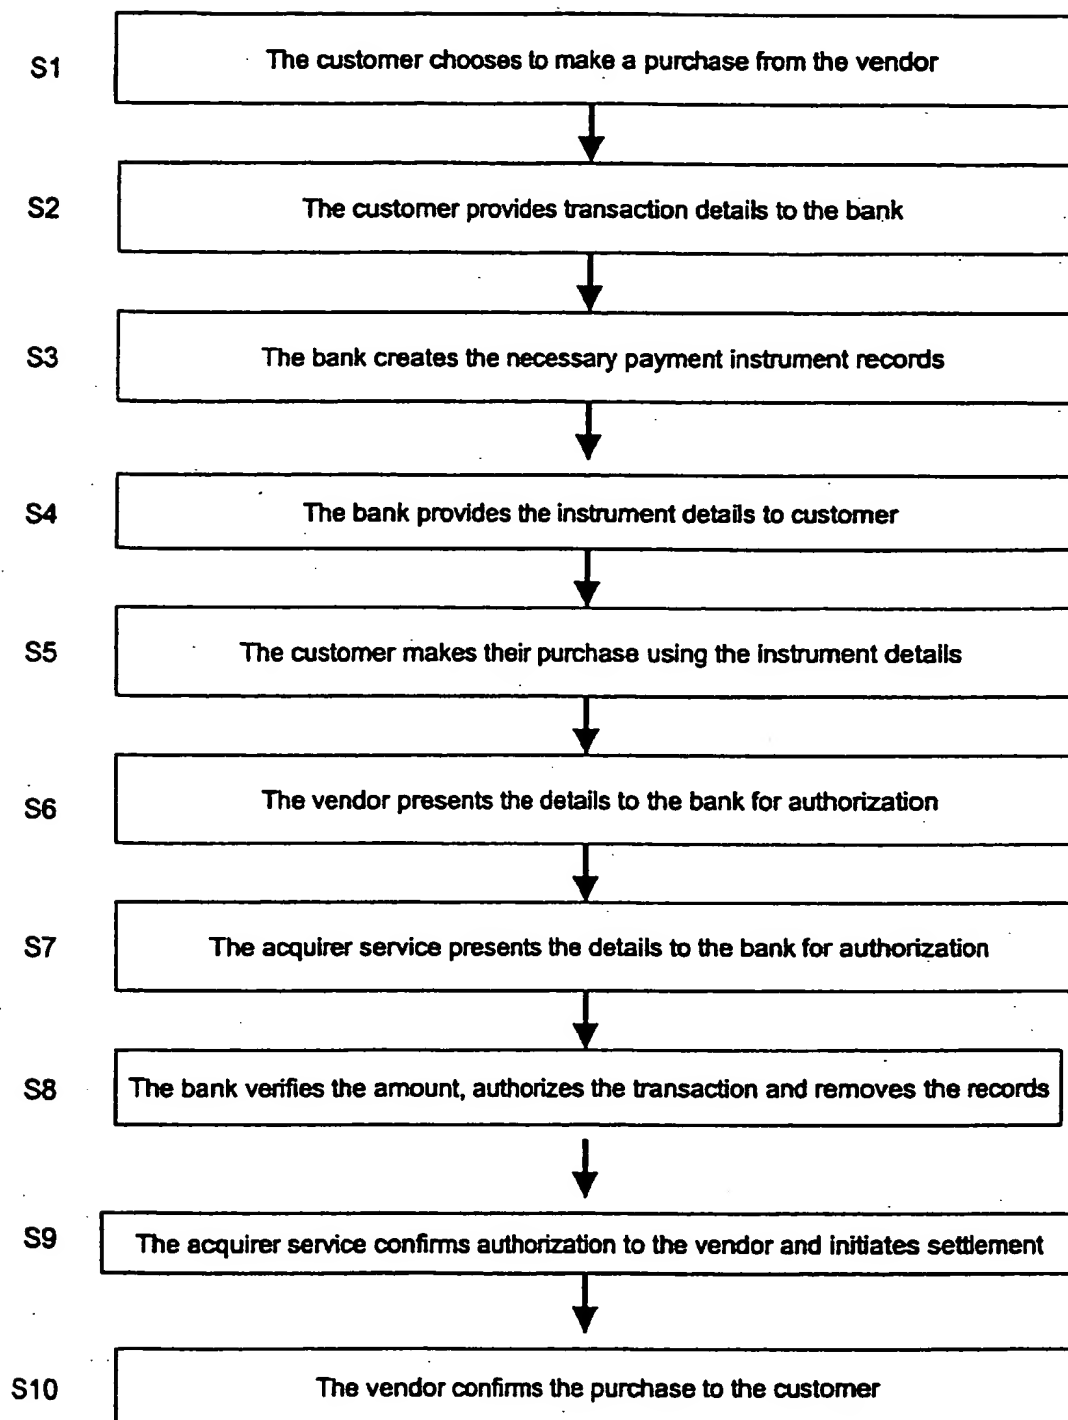 S1 The customer chooses to make a purchase from the vendor
S2 The customer provides transaction details to the bank
S3 The bank creates the necessary payment instrument records
S4 The bank provides the instrument details to customer
S5 The customer makes their purchase using the instrument details
S6 The vendor presents the details to the bank for authorization
S7 The acquirer service presents the details to the bank for authorization
S8 The bank verifies the amount, authorizes the transaction and removes the records
S9 The acquirer service confirms authorization to the vendor and initiates settlement
S10 The vendor confirms the purchase to the customer